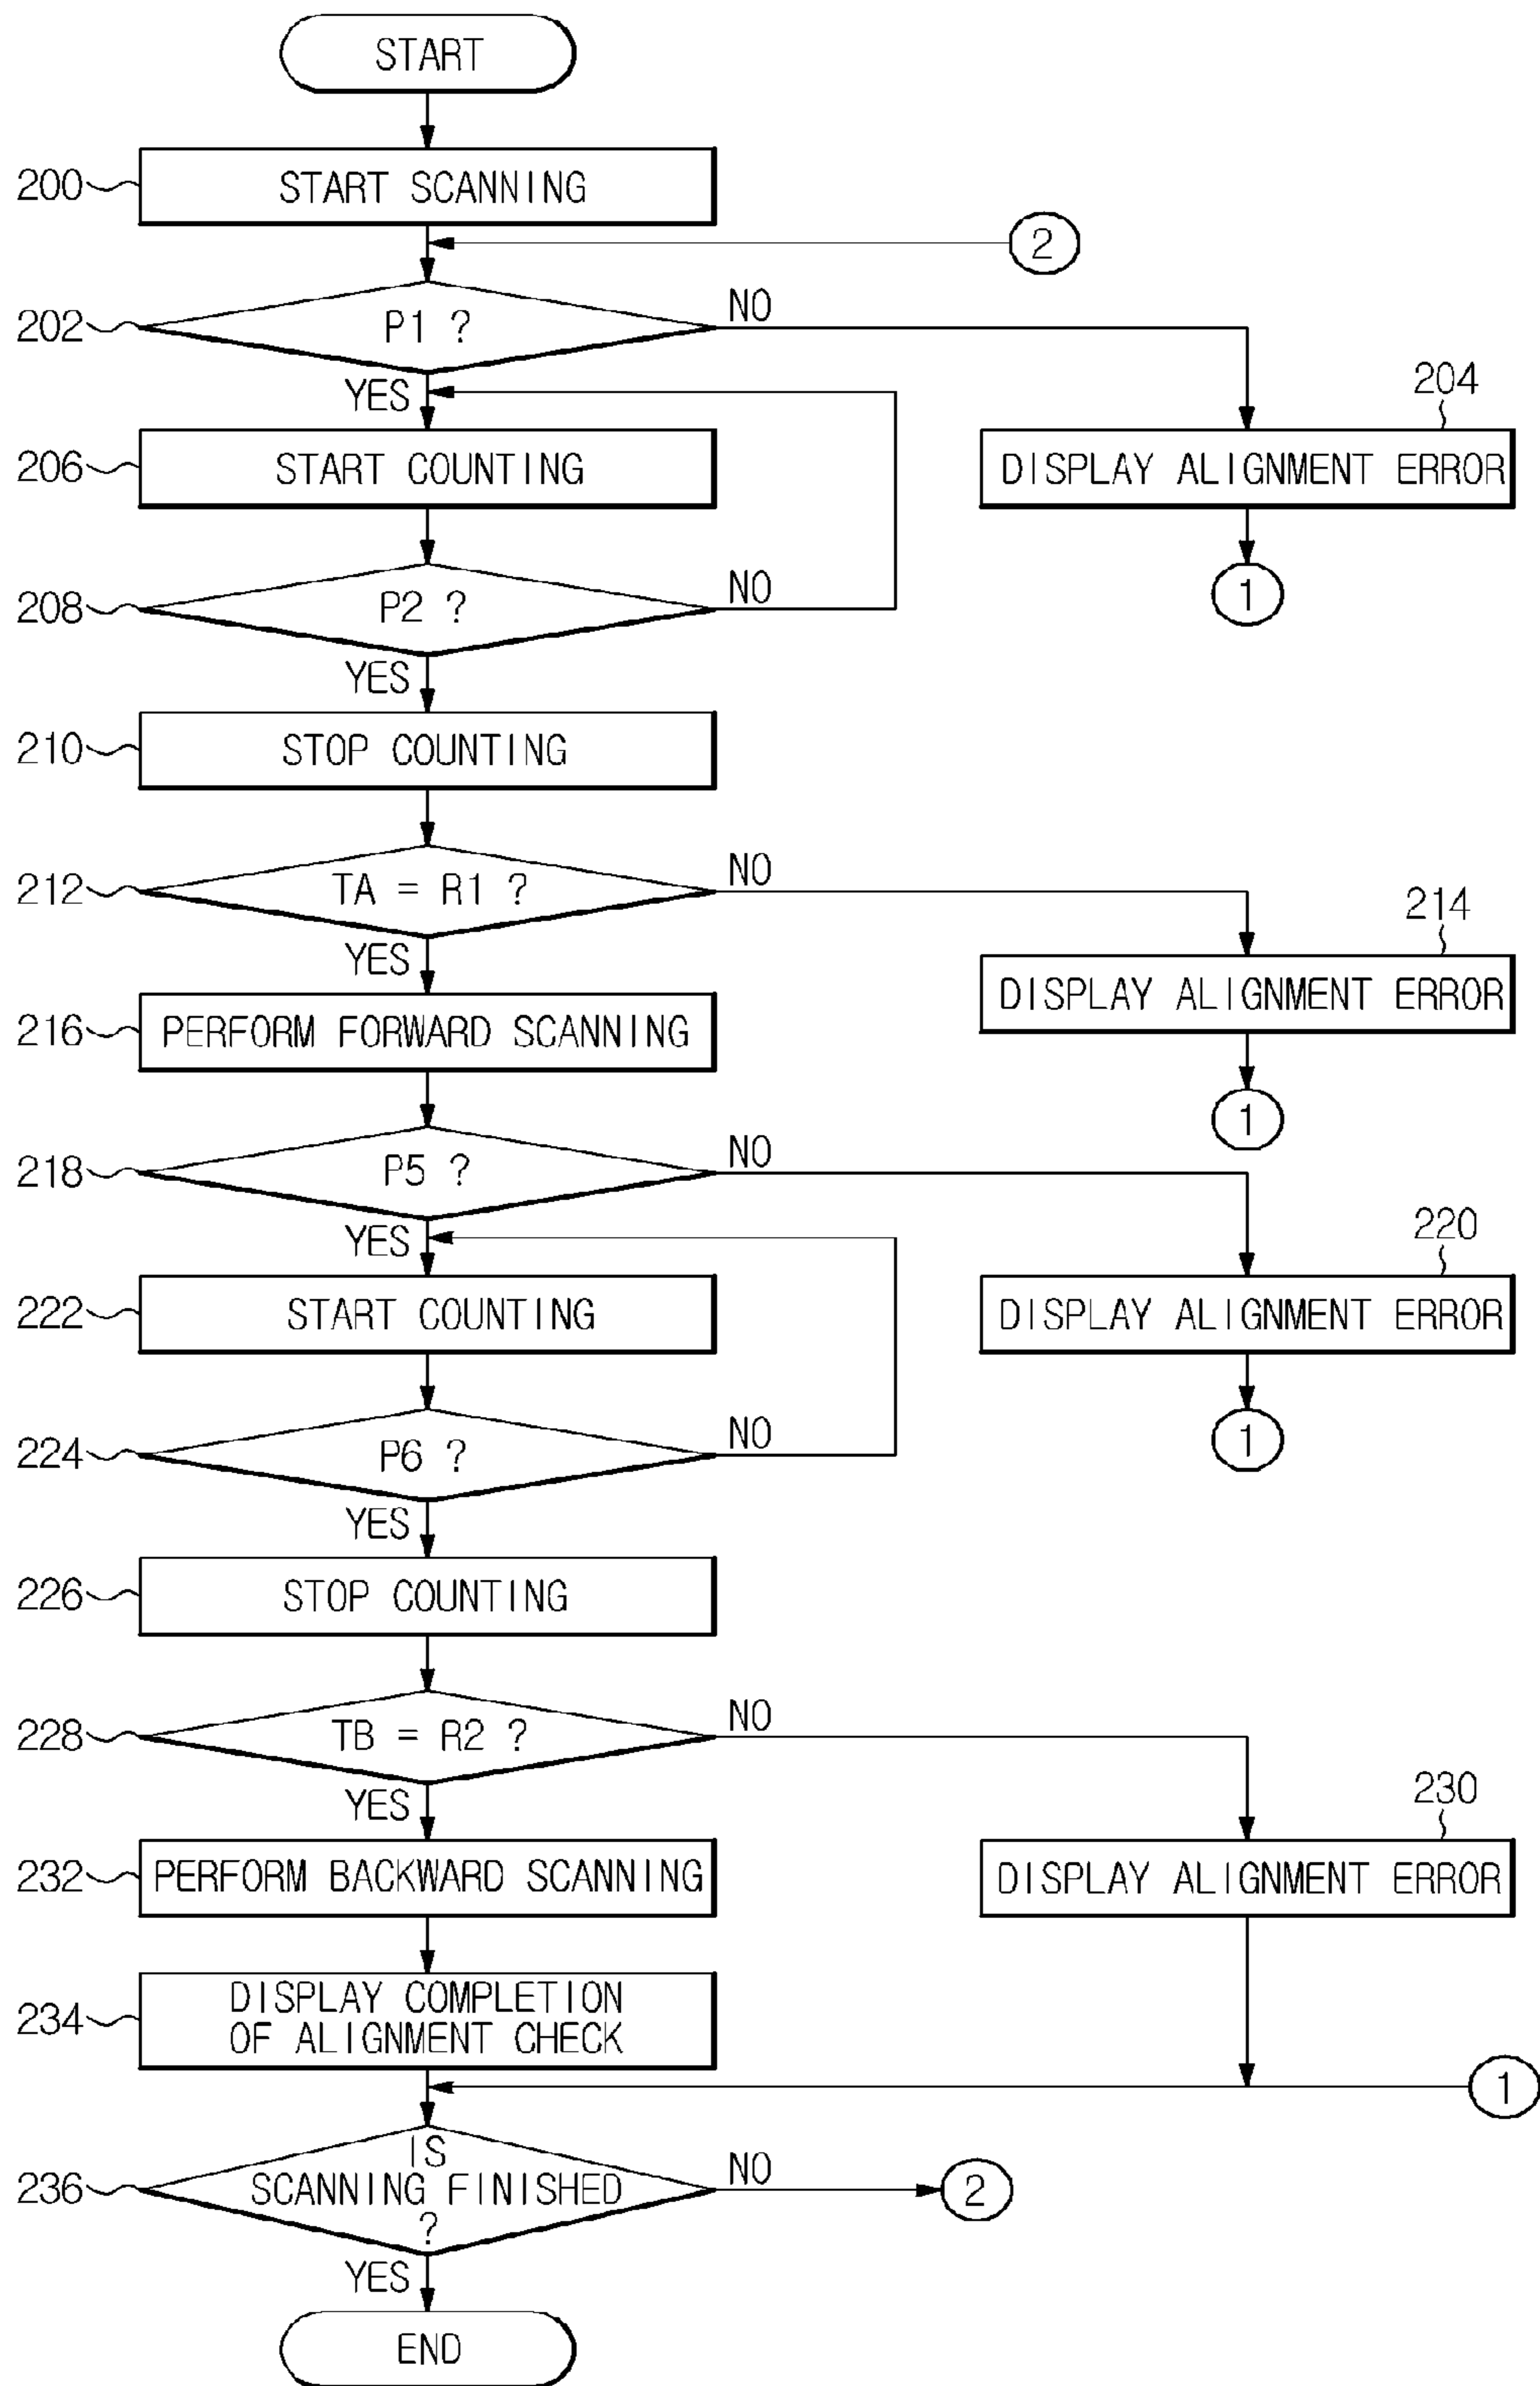 START
200
START SCANNING
2
202
P1 ?
NO
YES
204
206
START COUNTING
DISPLAY ALIGNMENT ERROR
1
208
P2 ?
NO
YES
210
STOP COUNTING
212
TA = R1 ?
NO
YES
214
DISPLAY ALIGNMENT ERROR
216
PERFORM FORWARD SCANNING
1
218
P5 ?
NO
YES
220
222
START COUNTING
DISPLAY ALIGNMENT ERROR
1
224
P6 ?
NO
YES
226
STOP COUNTING
228
TB = R2 ?
NO
YES
230
232
PERFORM BACKWARD SCANNING
DISPLAY ALIGNMENT ERROR
234
DISPLAY COMPLETION
OF ALIGNMENT CHECK
1
236
IS
SCANNING FINISHED
?
NO
2
YES
END